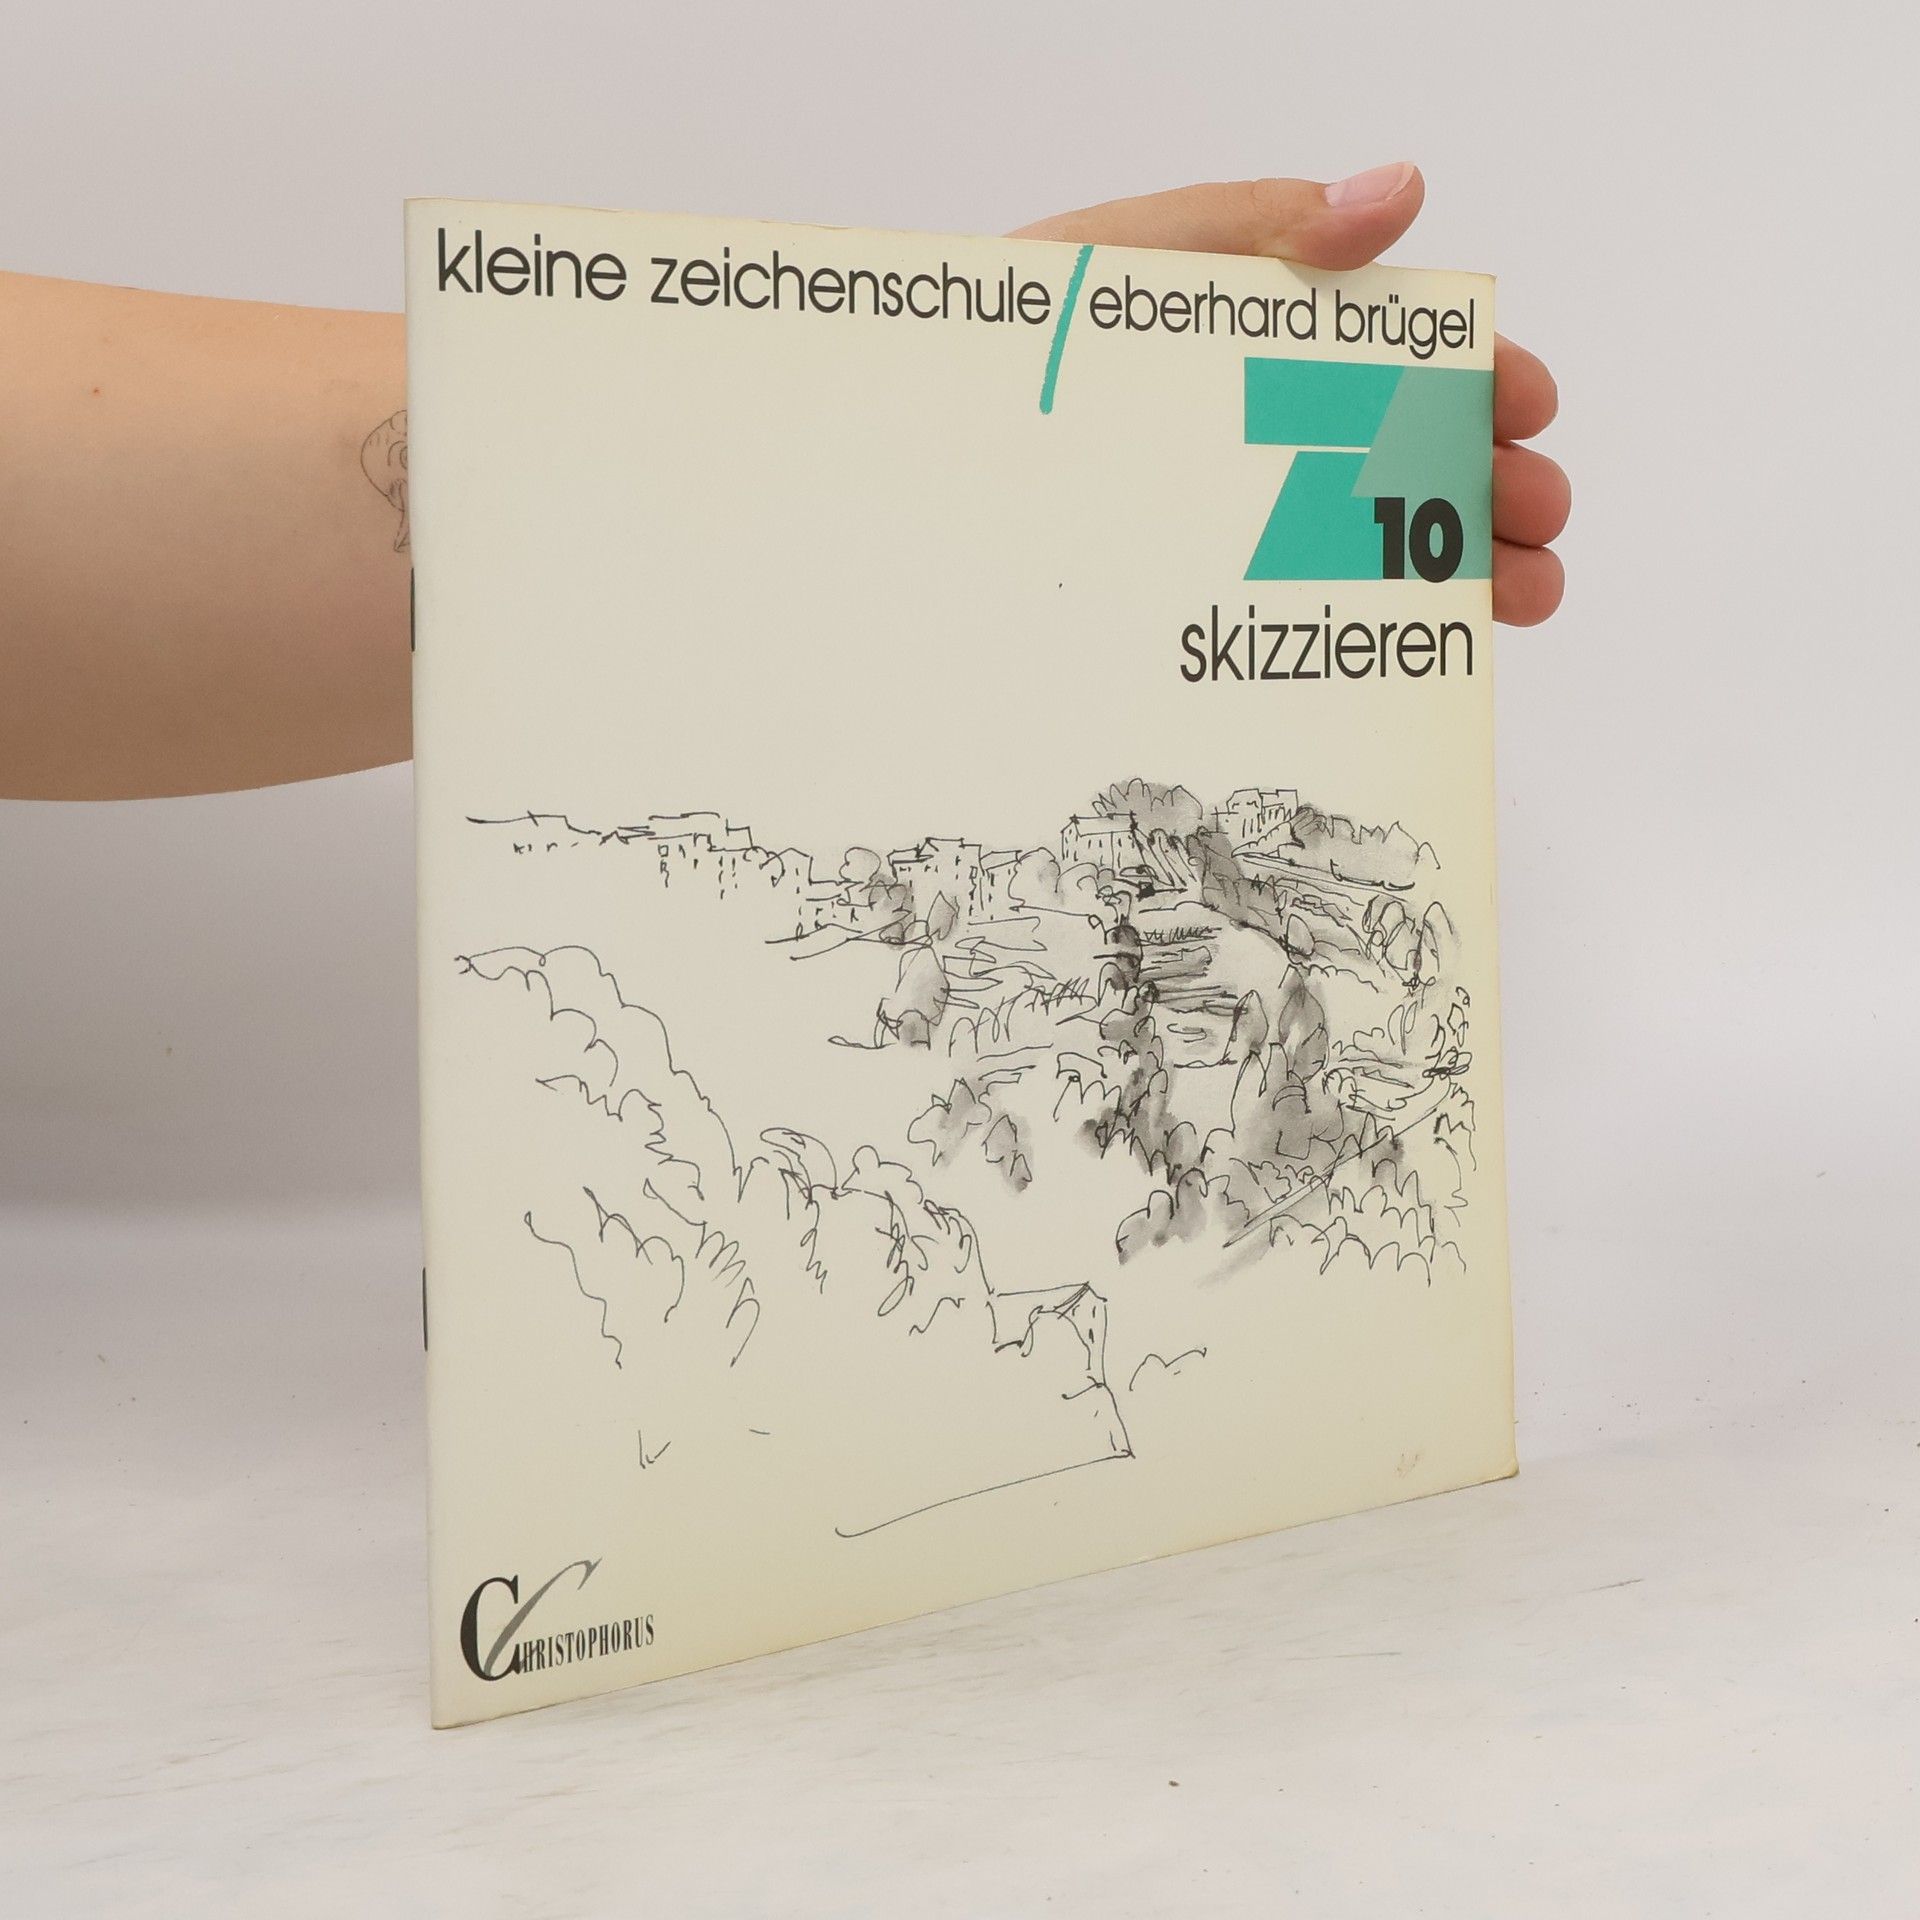 kleine zeichenschule/eberhard brügel
10
skizzieren
CHRISTOPHORUS